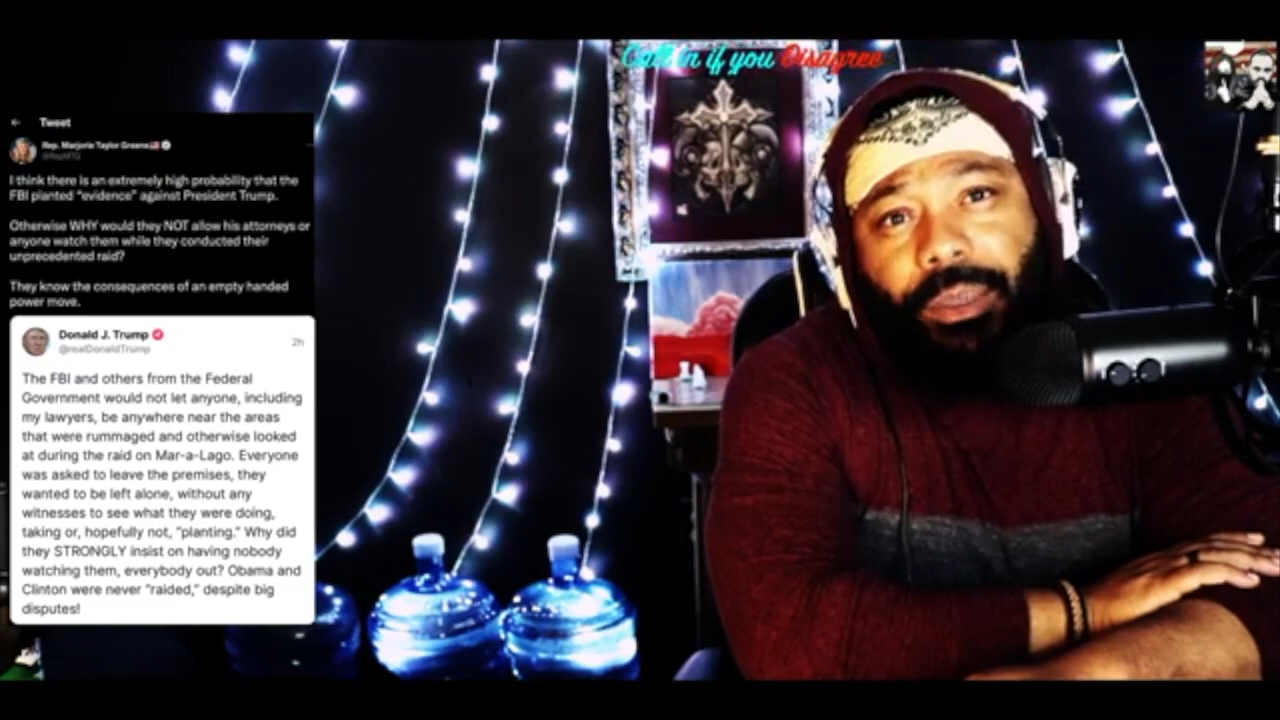 Call in if you Disagree
Tweet
Rep. Marjorie Taylor Greene
@RepMTG
I think there is an extremely high probability that the
FBI planted "evidence" against President Trump.
Otherwise WHY would they NOT allow his attorneys or
anyone watch them while they conducted their
unprecedented raid?
They know the consequences of an empty handed
power move.
Donald J. Trump
@realDonaldTrump
2h
The FBI and others from the Federal
Government would not let anyone, including
my lawyers, be anywhere near the areas
that were rummaged and otherwise looked
at during the raid on Mar-a-Lago. Everyone
was asked to leave the premises, they
wanted to be left alone, without any
witnesses to see what they were doing,
taking or, hopefully not, "planting." Why did
they STRONGLY insist on having nobody
watching them, everybody out? Obama and
Clinton were never "raided," despite big
disputes!